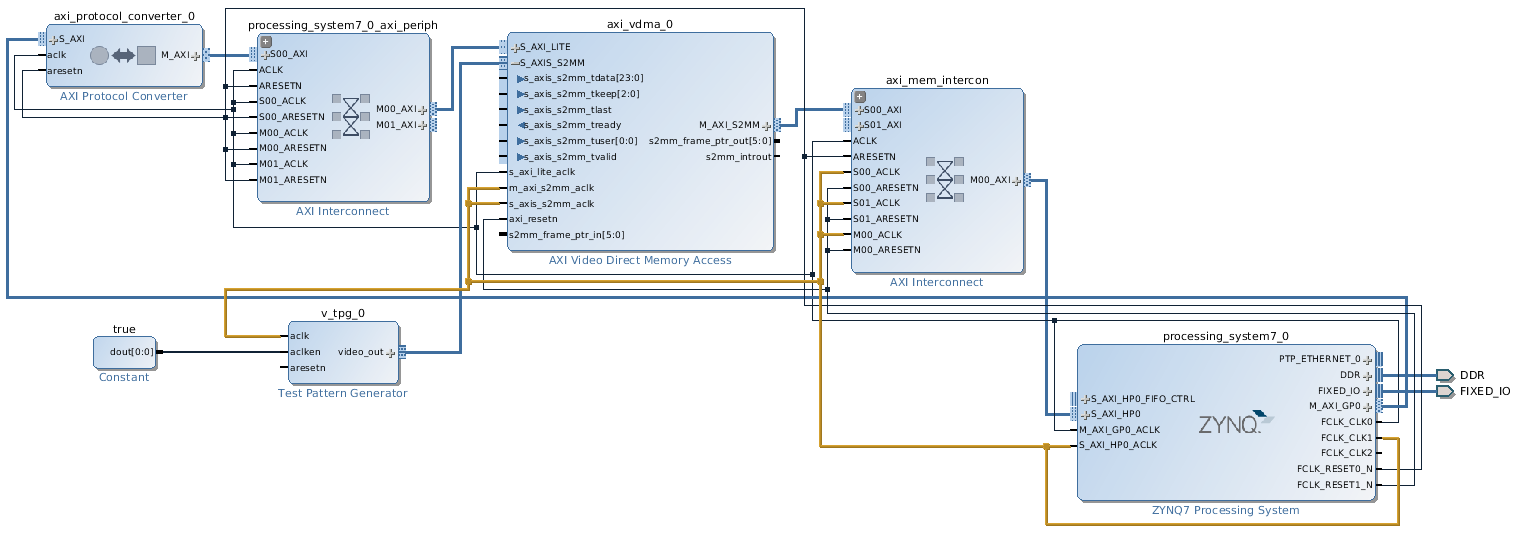 axi_protocol_converter_0
S_AXI
aclk
aresetn
M_AXI
AXI Protocol Converter
processing_system7_0_axi_periph
S00_AXI
ACLK
ARESETN
S00_ACLK
S00_ARESETN
M00_ACLK
M00_ARESETN
M01_ACLK
M01_ARESETN
M00_AXI
M01_AXI
AXI Interconnect
axi_vdma_0
S_AXI_LITE
S_AXIS_S2MM
s_axis_s2mm_tdata[23:0]
s_axis_s2mm_tkeep[2:0]
s_axis_s2mm_tlast
s_axis_s2mm_tready
s_axis_s2mm_tuser[0:0]
s_axis_s2mm_tvalid
s_axi_lite_aclk
m_axi_s2mm_aclk
s_axis_s2mm_aclk
axi_resetn
s2mm_frame_ptr_in[5:0]
M_AXI_S2MM
s2mm_frame_ptr_out[5:0]
s2mm_introut
AXI Video Direct Memory Access
axi_mem_intercon
S00_AXI
S01_AXI
ACLK
ARESETN
S00_ACLK
S00_ARESETN
S01_ACLK
S01_ARESETN
M00_ACLK
M00_ARESETN
M00_AXI
AXI Interconnect
true
dout[0:0]
Constant
v_tpg_0
aclk
aclken
aresetn
video_out
Test Pattern Generator
processing_system7_0
S_AXI_HP0_FIFO_CTRL
S_AXI_HP0
M_AXI_GP0_ACLK
S_AXI_HP0_ACLK
ZYNQ
PTP_ETHERNET_0
DDR
FIXED_IO
M_AXI_GP0
FCLK_CLK0
FCLK_CLK1
FCLK_CLK2
FCLK_RESET0_N
FCLK_RESET1_N
ZYNQ7 Processing System
DDR
FIXED_IO